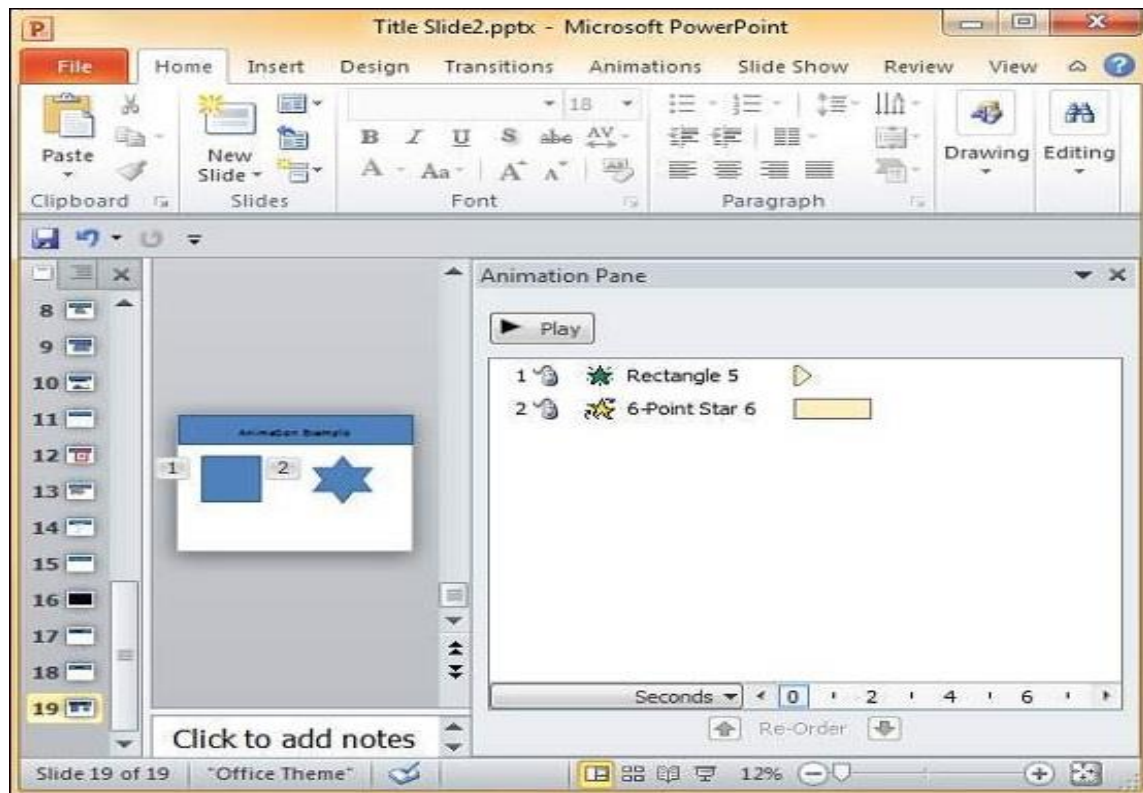 Title Slide2.pptx - Microsoft PowerPoint
File Home Insert Design Transitions Animations Slide Show Review View
Paste
New Slide
18
B I U S abc AV
A Aa A A
Drawing Editing
Clipboard Slides Font Paragraph
Animation Pane
Play
1 Rectangle 5
2 6-Point Star 6
8
9
10
11
12
13
14
15
16
17
18
19
Animation Example
1 2
Seconds 0 2 4 6
Re-Order
Click to add notes
Slide 19 of 19 "Office Theme" 12%